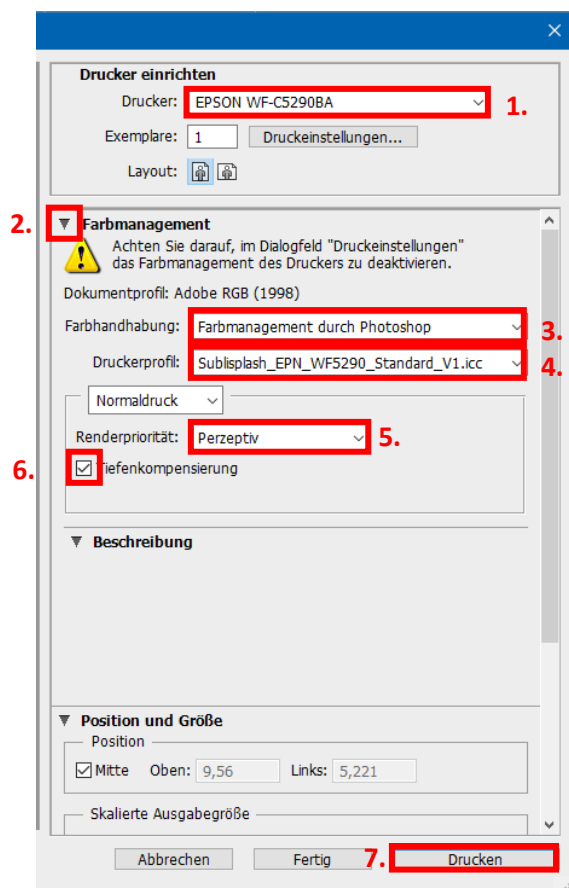 Drucker einrichten
Drucker: EPSON WF-C5290BA 1.
Exemplare: 1 Druckeinstellungen...
Layout:
2. Farbmanagement
Achten Sie darauf, im Dialogfeld "Druckeinstellungen"
das Farbmanagement des Druckers zu deaktivieren.
Dokumentprofil: Adobe RGB (1998)
Farbhandhabung: Farbmanagement durch Photoshop 3.
Druckerprofil: Sublisplash_EPN_WF5290_Standard_V1.icc 4.
Normaldruck
Renderpriorität: Perzeptiv 5.
6. Tiefenkompensierung
Beschreibung
Position und Größe
Position
Mitte Oben: 9,56 Links: 5,221
Skalierte Ausgabegröße
Abbrechen Fertig 7. Drucken